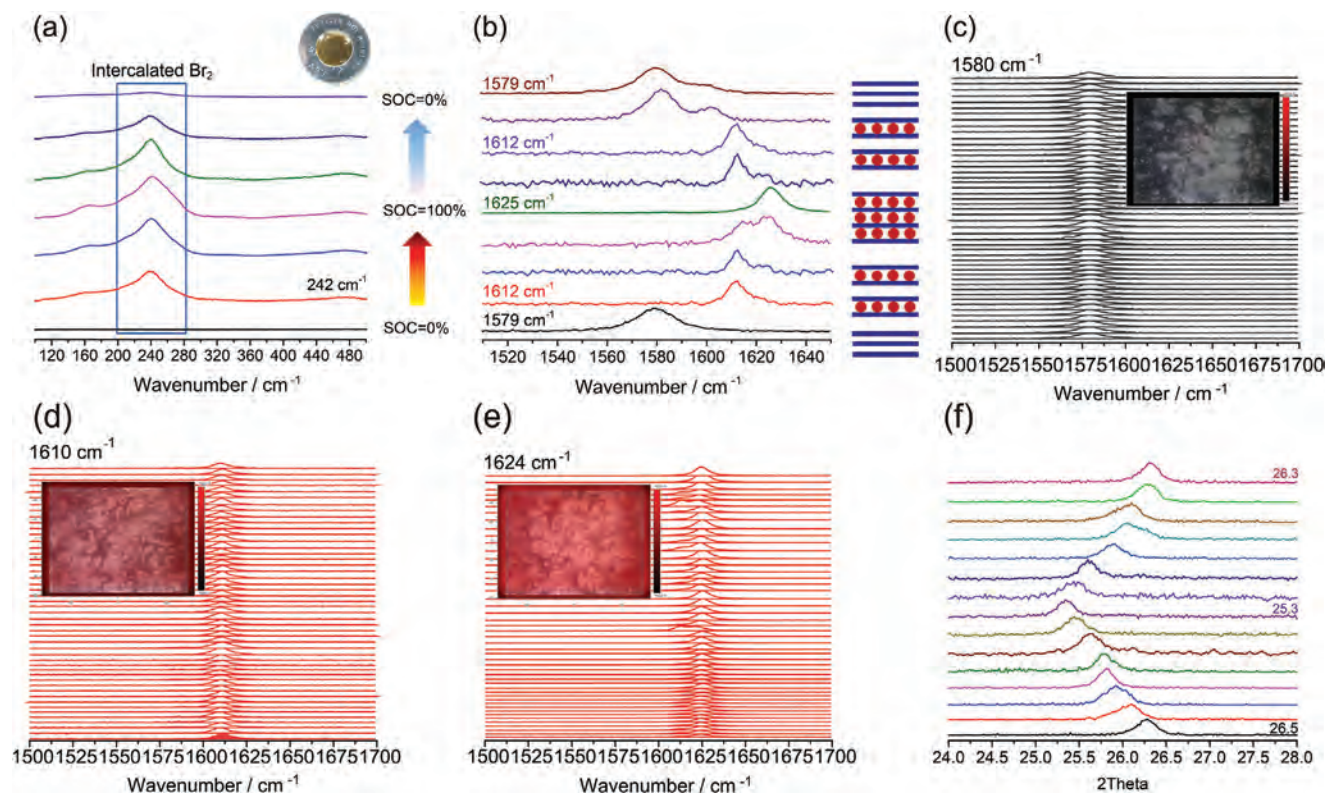 (a)
Intercalated Br2
242 cm-1
100 120 160 200 240 280 320 360 400 440 480
Wavenumber / cm-1
SOC=0%
SOC=100%
SOC=0%
(b)
1579 cm-1
1612 cm-1
1625 cm-1
1612 cm-1
1579 cm-1
1520 1540 1560 1580 1600 1620 1640
Wavenumber / cm-1
(c)
1580 cm-1
1500 1525 1550 1575 1600 1625 1650 1675 1700
Wavenumber / cm-1
(d)
1610 cm-1
1500 1525 1550 1575 1600 1625 1650 1675 1700
Wavenumber / cm-1
(e)
1624 cm-1
1500 1525 1550 1575 1600 1625 1650 1675 1700
Wavenumber / cm-1
(f)
26.3
25.3
26.5
24.0 24.5 25.0 25.5 26.0 26.5 27.0 27.5 28.0
2Theta